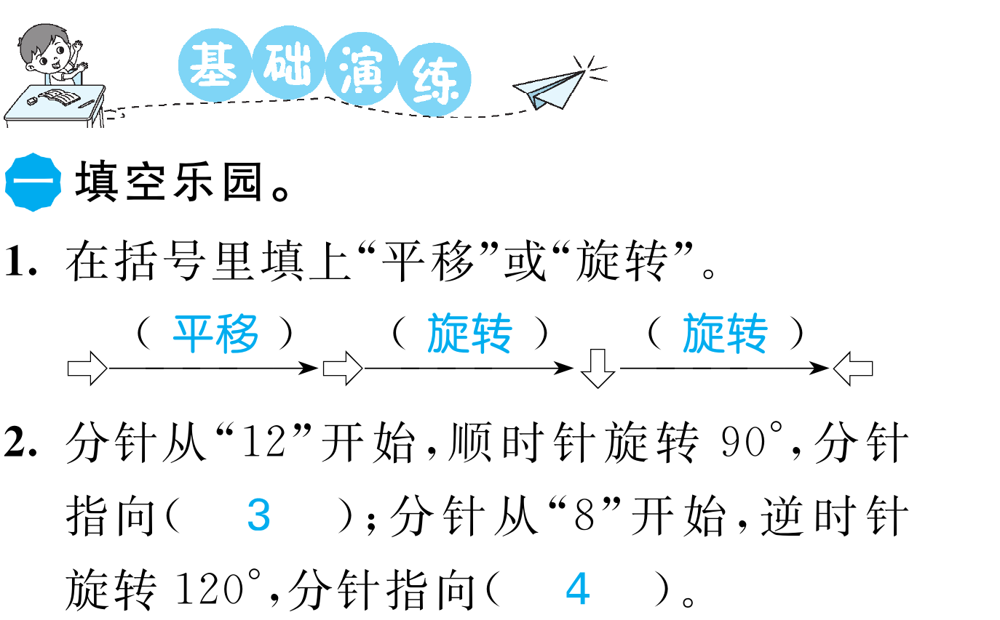 基础演练
一 填空乐园。
1. 在括号里填上“平移”或“旋转”。
（ 平移 ） （ 旋转 ） （ 旋转 ）
2. 分针从“12”开始，顺时针旋转 90°，分针
指向（ 3 ）；分针从“8”开始，逆时针
旋转 120°，分针指向（ 4 ）。